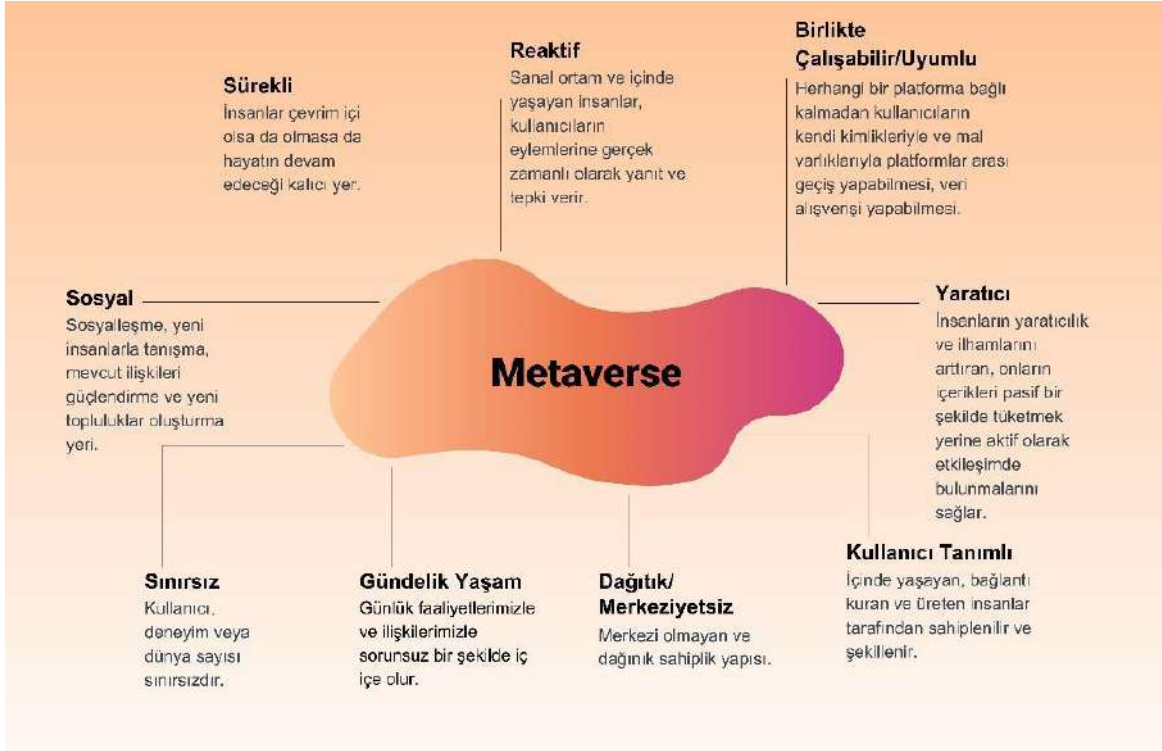 Sürekli
İnsanlar çevrim içi
olsa da olmasa da
hayatın devam
edeceği kalıcı yer.
Reaktif
Sanal ortam ve içinde
yaşayan insanlar,
kullanıcıların
eylemlerine gerçek
zamanlı olarak yanıt ve
tepki verir.
Birlikte
Çalışabilir/Uyumlu
Herhangi bir platforma bağlı
kalmadan kullanıcıların
kendi kimlikleriyle ve mal
varlıklarıyla platformlar arası
geçiş yapabilmesi, veri
alışverişi yapabilmesi.
Sosyal
Sosyalleşme, yeni
insanlarla tanışma,
mevcut ilişkileri
güçlendirme ve yeni
topluluklar oluşturma
yeri.
Metaverse
Yaratıcı
İnsanların yaratıcılık
ve ilhamlarını
arttıran, onların
içerikleri pasif bir
şekilde tüketmek
yerine aktif olarak
etkileşimde
bulunmalarını
sağlar.
Sınırsız
Kullanıcı,
deneyim veya
dünya sayısı
sınırsızdır.
Gündelik Yaşam
Günlük faaliyetlerimizle
ve ilişkilerimizle
sorunsuz bir şekilde iç
içe olur.
Dağıtık/
Merkeziyetsiz
Merkezi olmayan ve
dağınık sahiplik yapısı.
Kullanıcı Tanımlı
İçinde yaşayan, bağlantı
kuran ve üreten insanlar
tarafından sahiplenilir ve
şekillenir.